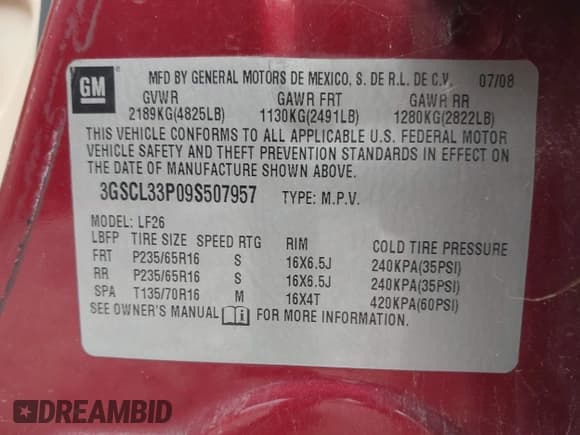 GM
MFD BY GENERAL MOTORS DE MEXICO, S. DE R.L. DE C.V. 07/08
GVWR GAWR FRT GAWR RR
2189KG(4825LB) 1130KG(2491LB) 1280KG(2822LB)
THIS VEHICLE CONFORMS TO ALL APPLICABLE U.S. FEDERAL MOTOR
VEHICLE SAFETY AND THEFT PREVENTION STANDARDS IN EFFECT ON
THE DATE OF MANUFACTURE SHOWN ABOVE.
3GSCL33P09S507957 TYPE: M.P.V.
MODEL: LF26
LBFP TIRE SIZE SPEED RTG RIM COLD TIRE PRESSURE
FRT P235/65R16 S 16X6.5J 240KPA(35PSI)
RR P235/65R16 S 16X6.5J 240KPA(35PSI)
SPA T135/70R16 M 16X4T 420KPA(60PSI)
SEE OWNER'S MANUAL FOR MORE INFORMATION.
DREAMBID